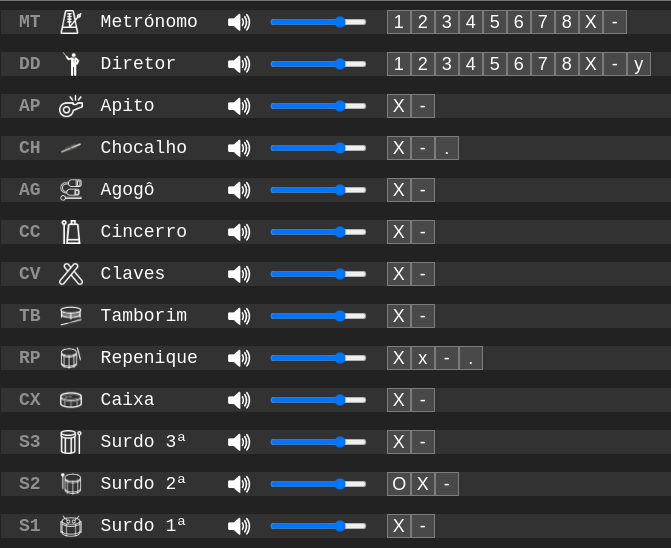 MT Metrónomo 1 2 3 4 5 6 7 8 X -
DD Diretor 1 2 3 4 5 6 7 8 X - y
AP Apito X -
CH Chocalho X - .
AG Agogô X -
CC Cincerro X -
CV Claves X -
TB Tamborim X -
RP Repenique X x - .
CX Caixa X -
S3 Surdo 3ª X -
S2 Surdo 2ª O X -
S1 Surdo 1ª X -